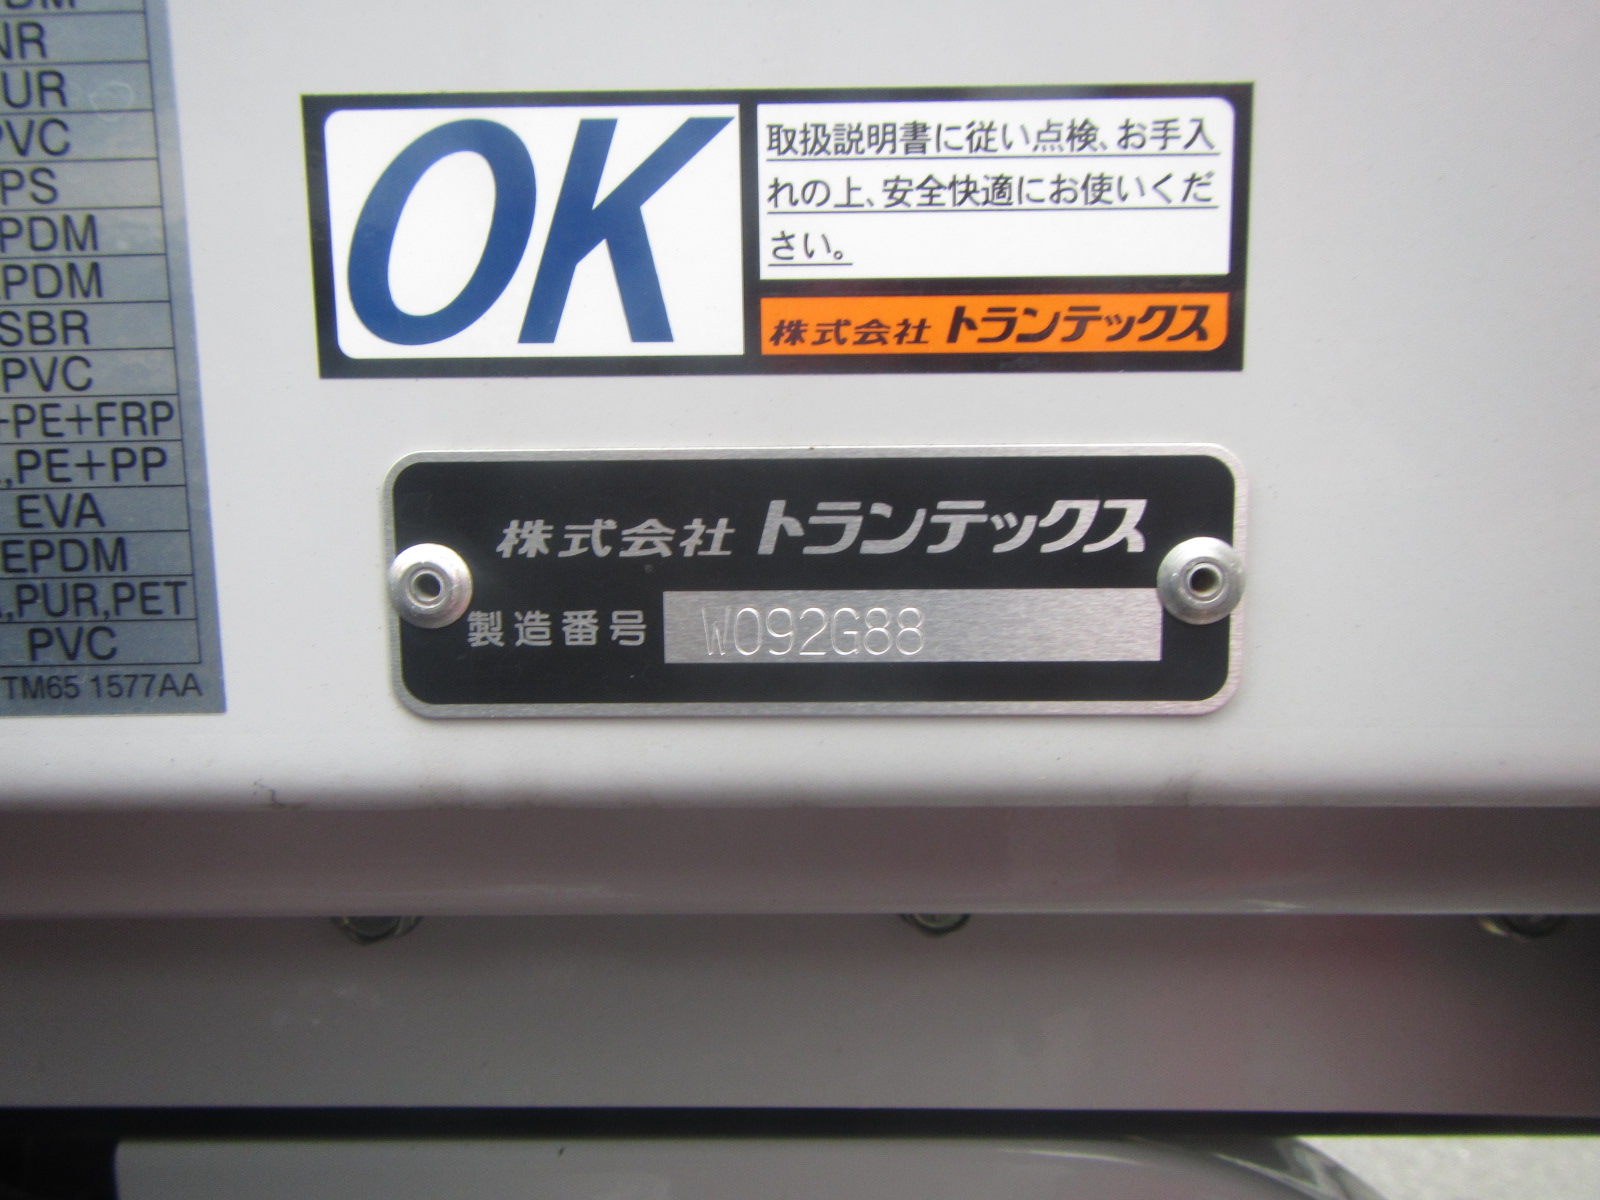 NR
UR
PVC
PS
PDM
PDM
SBR
PVC
+PE+FRP
,PE+PP
EVA
EPDM
,PUR,PET
PVC
TM65 1577AA
OK
取扱説明書に従い点検、お手入
れの上、安全快適にお使いくだ
さい。
株式会社 トランテックス
株式会社 トランテックス
製造番号 W092G88